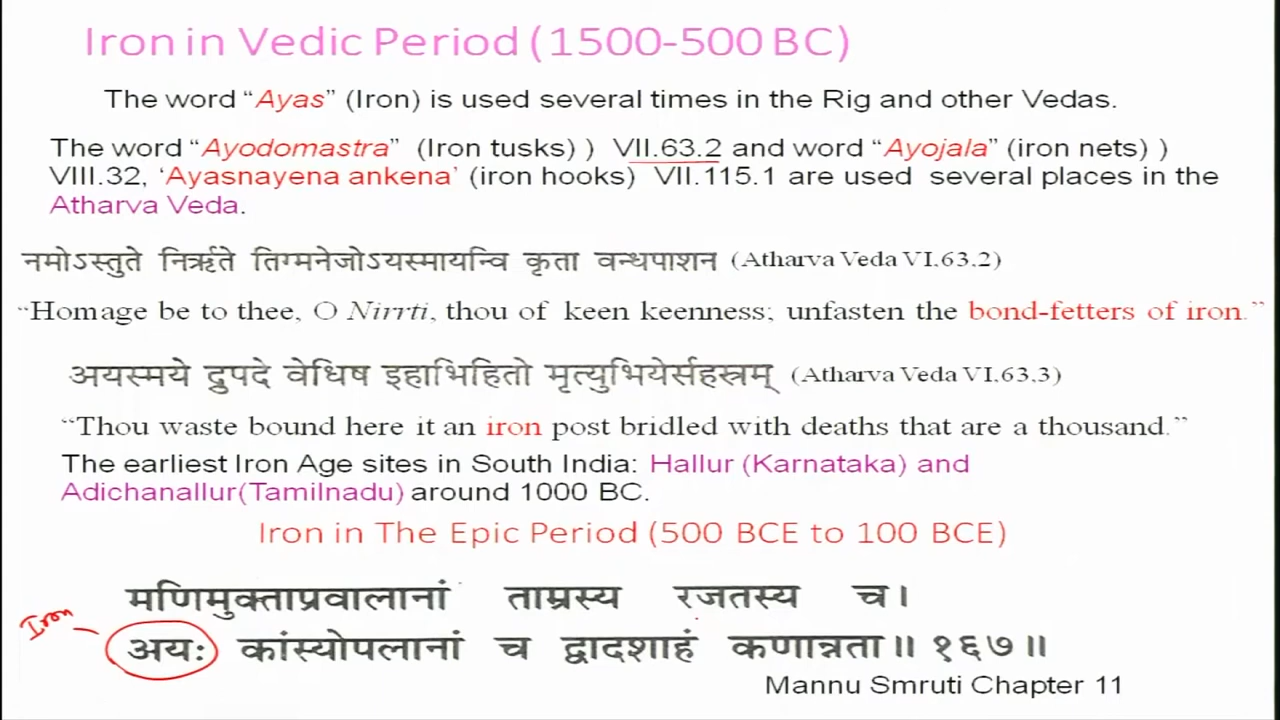 Iron in Vedic Period (1500-500 BC)
The word “Ayas” (Iron) is used several times in the Rig and other Vedas.
The word “Ayodomastra” (Iron tusks) ) VII.63.2 and word “Ayojala” (iron nets) )
VIII.32, ‘Ayasnayena ankena’ (iron hooks) VII.115.1 are used several places in the
Atharva Veda.
नमोऽस्तुते निर्ऋते तिग्मनेजोऽयस्मायन्वि कृता वन्धपाशन (Atharva Veda VI.63.2)
“Homage be to thee, O Nirrti, thou of keen keenness; unfasten the bond-fetters of iron.”
अयस्मये द्रुपदे वेधिष इहाभिहितो मृत्युभियेर्सहस्रम् (Atharva Veda VI.63.3)
“Thou waste bound here it an iron post bridled with deaths that are a thousand.”
The earliest Iron Age sites in South India: Hallur (Karnataka) and
Adichanallur(Tamilnadu) around 1000 BC.
Iron in The Epic Period (500 BCE to 100 BCE)
मणिमुक्ताप्रवालानां ताम्रस्य रजतस्य च।
Iron
अयः कांस्योपलानां च द्वादशाहं कणान्नता॥ १६७॥
Mannu Smruti Chapter 11